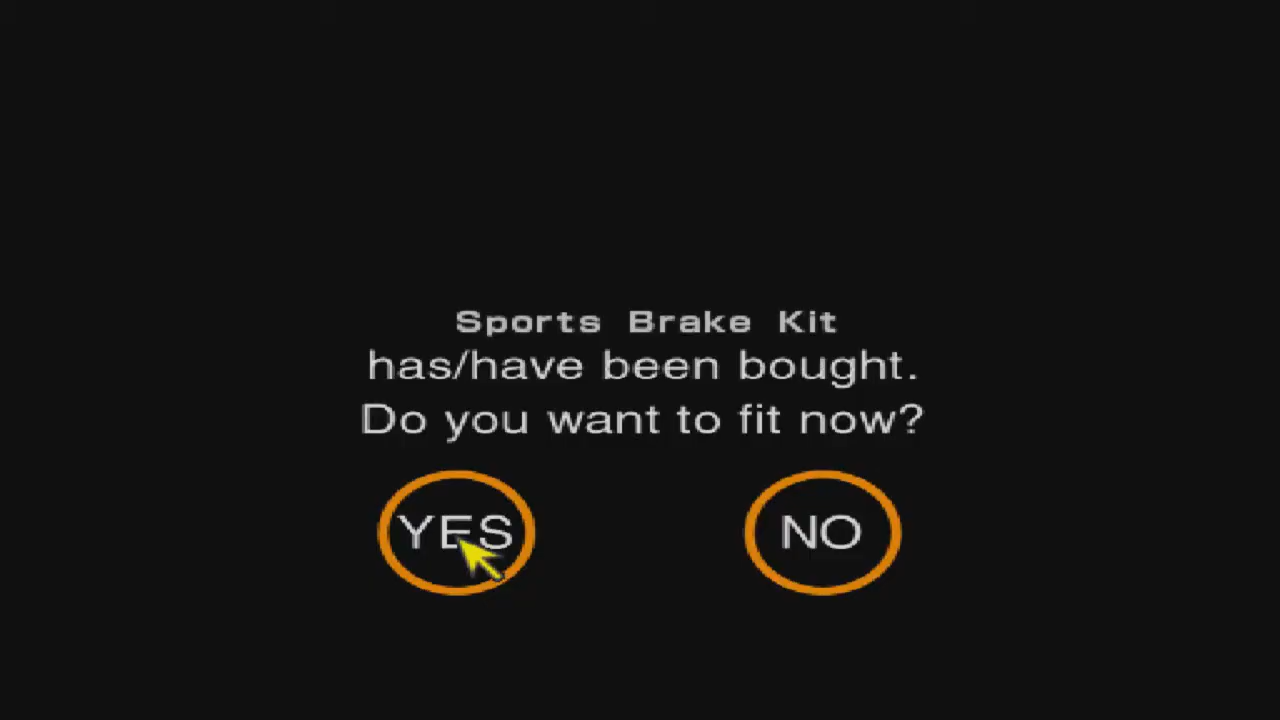 Sports Brake Kit
has/have been bought.
Do you want to fit now?
YES NO